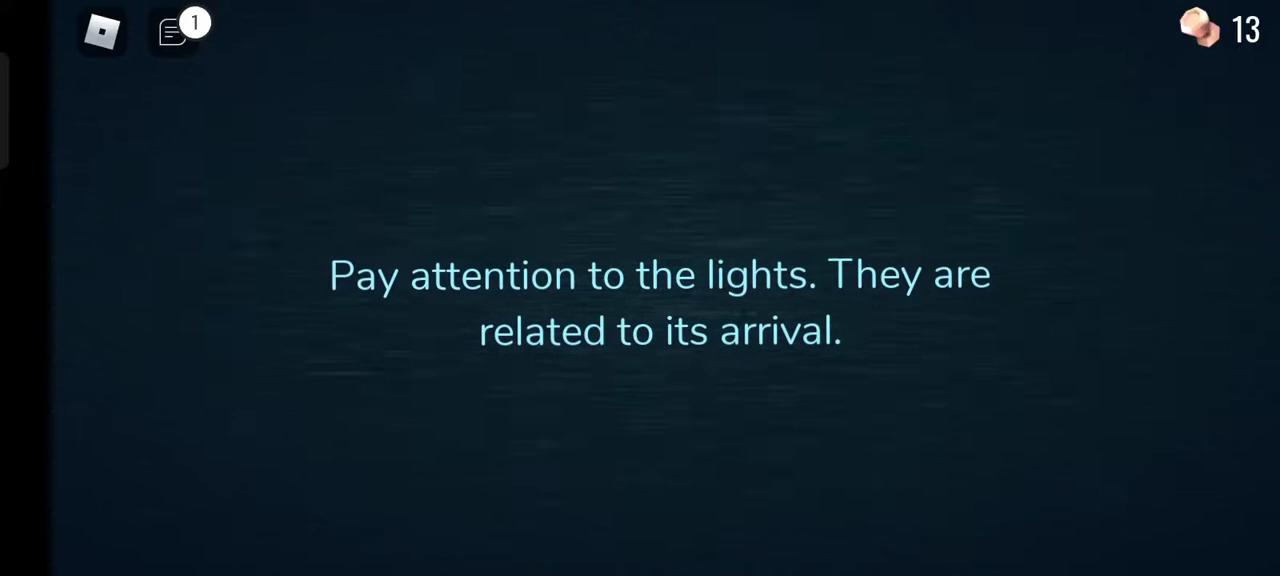 1
13
Pay attention to the lights. They are
related to its arrival.